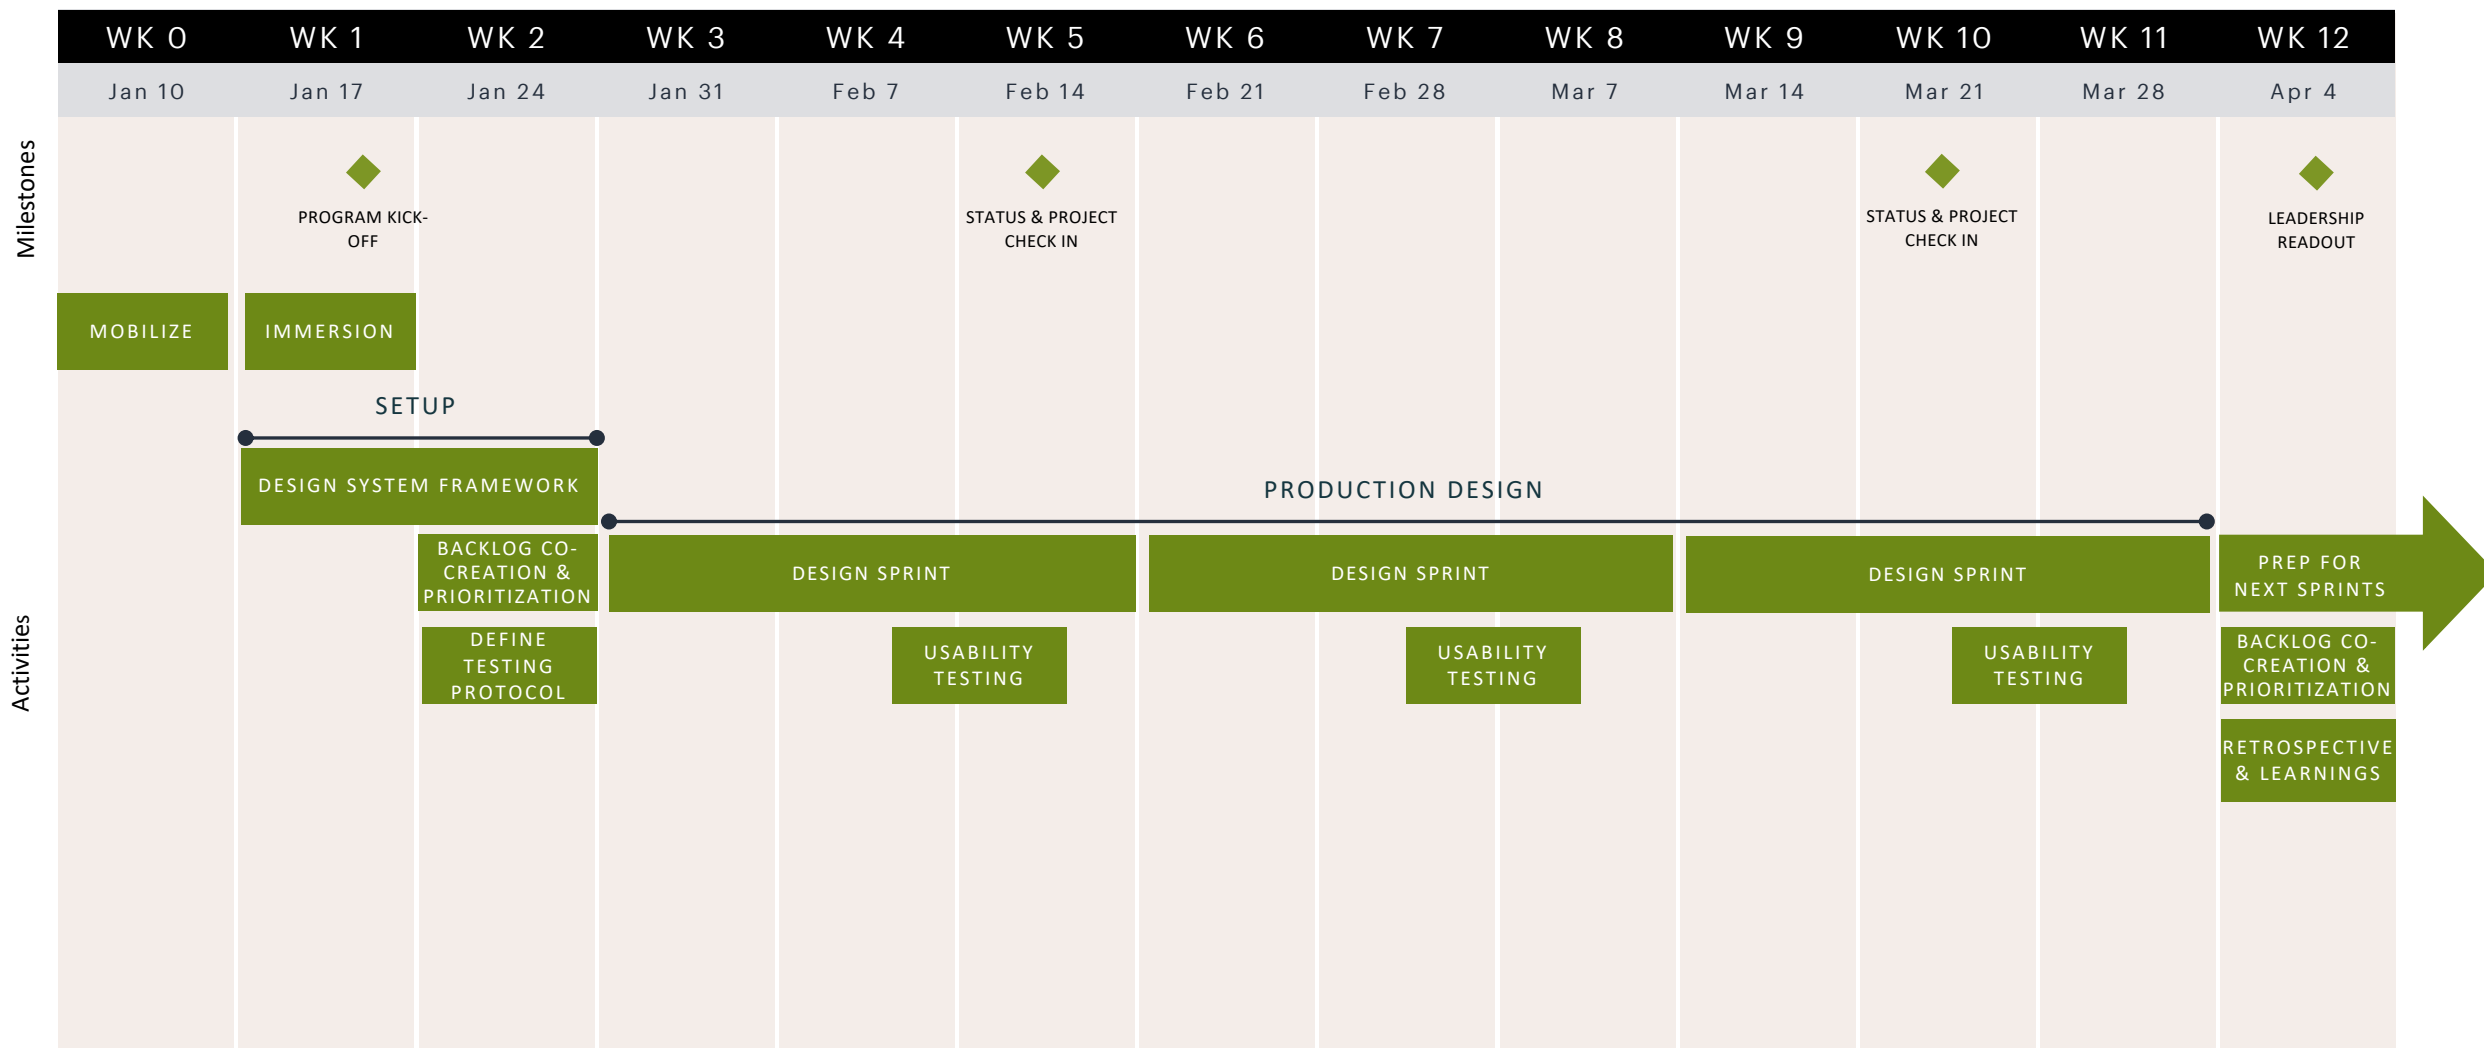 WK 0 WK 1 WK 2 WK 3 WK 4 WK 5 WK 6 WK 7 WK 8 WK 9 WK 10 WK 11 WK 12
Jan 10 Jan 17 Jan 24 Jan 31 Feb 7 Feb 14 Feb 21 Feb 28 Mar 7 Mar 14 Mar 21 Mar 28 Apr 4
Milestones
PROGRAM KICK-
OFF
STATUS & PROJECT
CHECK IN
STATUS & PROJECT
CHECK IN
LEADERSHIP
READOUT
MOBILIZE
IMMERSION
SETUP
DESIGN SYSTEM FRAMEWORK
PRODUCTION DESIGN
Activities
BACKLOG CO-
CREATION &
PRIORITIZATION
DESIGN SPRINT
DESIGN SPRINT
DESIGN SPRINT
PREP FOR
NEXT SPRINTS
DEFINE
TESTING
PROTOCOL
USABILITY
TESTING
USABILITY
TESTING
USABILITY
TESTING
BACKLOG CO-
CREATION &
PRIORITIZATION
RETROSPECTIVE
& LEARNINGS